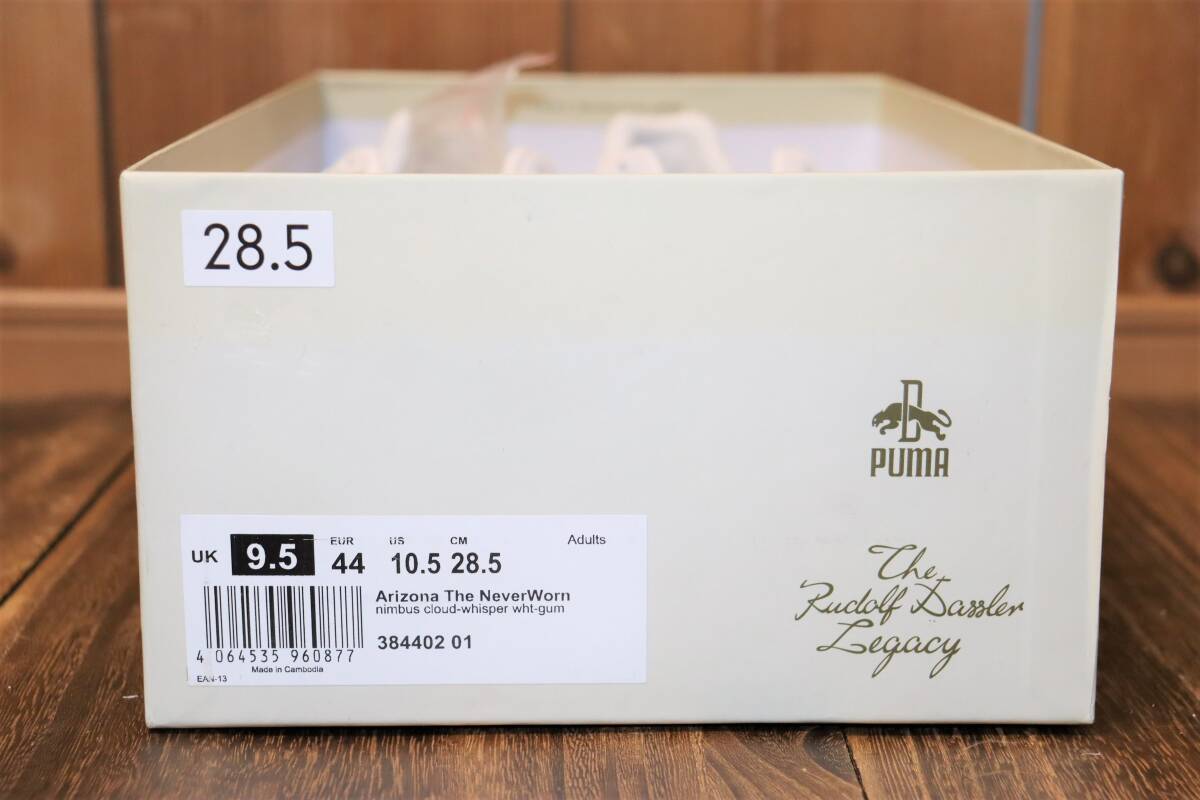 28.5
D
PUMA
The
Rudolf Dassler
Legacy
UK 9.5 EUR 44 US 10.5 CM 28.5 Adults
Arizona The NeverWorn
nimbus cloud-whisper wht-gum
384402 01
4 064535 960877
Made in Cambodia
EAN-13